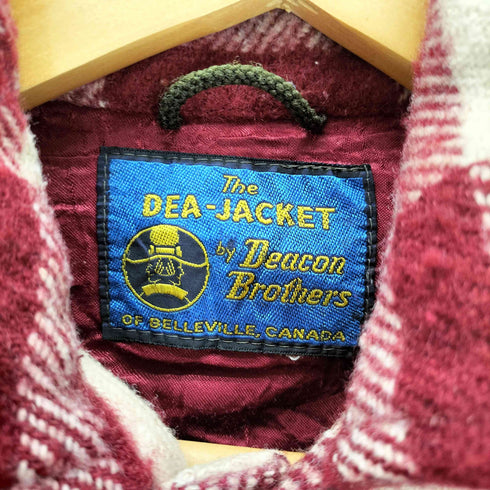 The
DEA-JACKET
by Deacon
Brothers
OF BELLEVILLE, CANADA